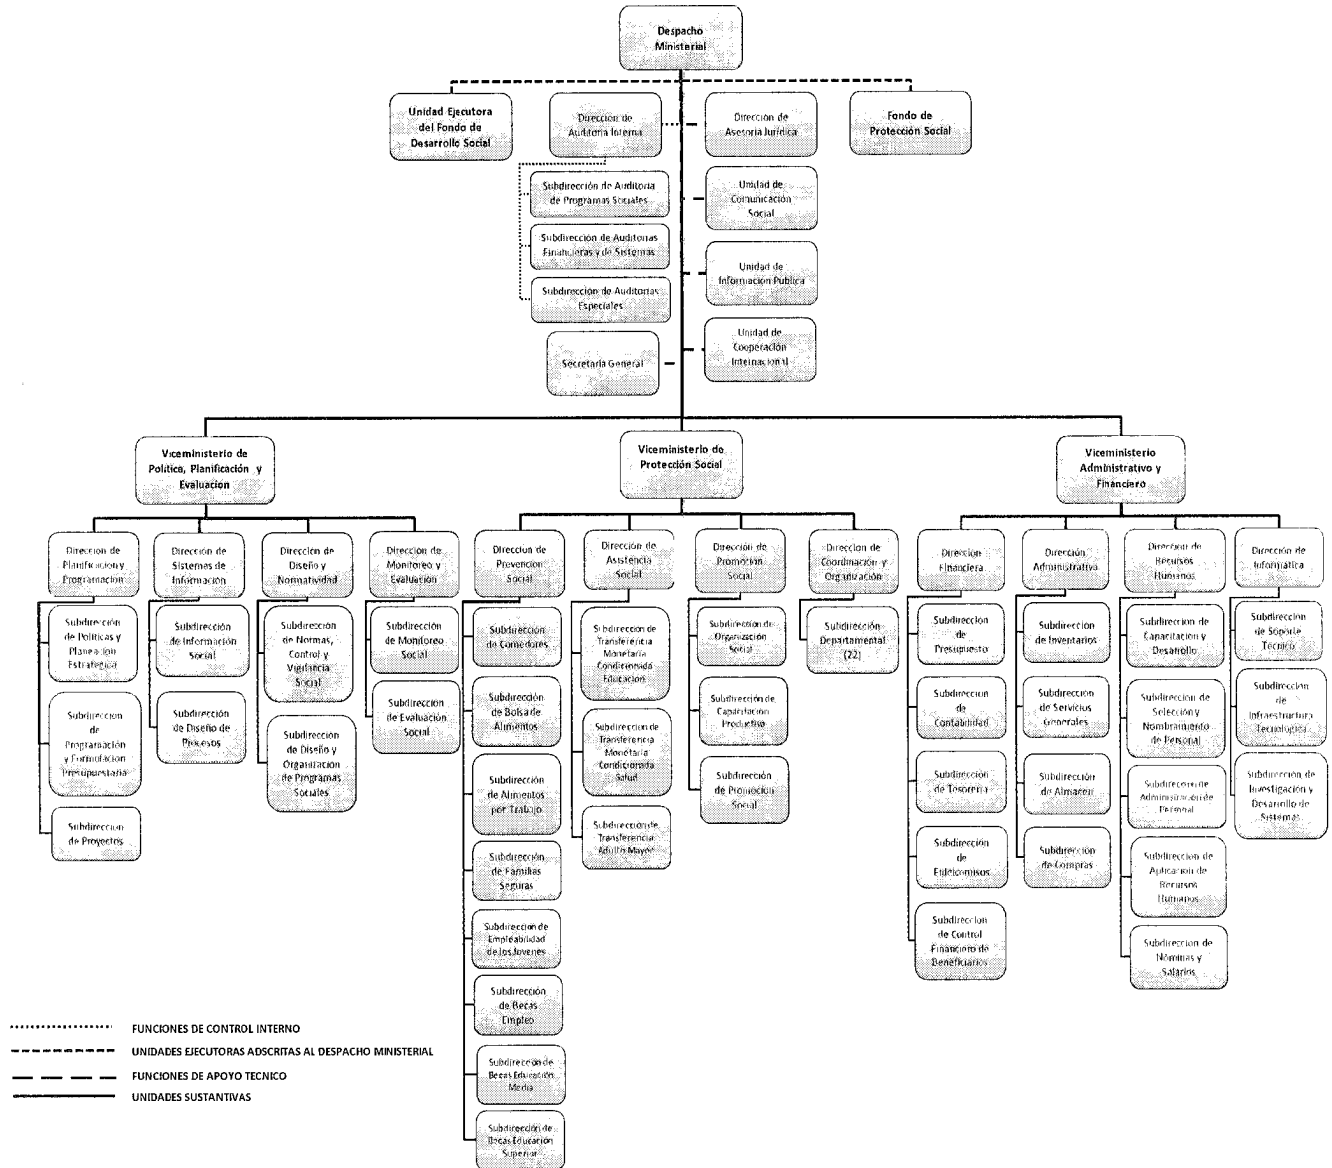 Despacho
Ministerial
Unidad Ejecutora
del Fondo de
Desarrollo Social
Dirección de
Auditoria Interna
Dirección de
Asesoría Jurídica
Fondo de
Protección Social
Subdirección de Auditoria
de Programas Sociales
Unidad de
Comunicación
Social
Subdirección de Auditorias
Financieras y de Sistemas
Unidad de
Información Publica
Subdirección de Auditorias
Especiales
Unidad de
Cooperación
Internacional
Secretaria General
Viceministerio de
Política, Planificación y
Evaluación
Viceministerio de
Protección Social
Viceministerio
Administrativo y
Financiero
Dirección de
Planificación y
Programación
Dirección de
Sistemas de
Información
Dirección de
Diseño y
Normatividad
Dirección de
Monitoreo y
Evaluación
Dirección de
Prevención
Social
Dirección de
Asistencia
Social
Dirección de
Promoción
Social
Dirección de
Coordinación y
Organización
Dirección
Financiera
Dirección
Administrativa
Dirección de
Recursos
Humanos
Dirección de
Informática
Subdirección
de Políticas y
Planeación
Estratégica
Subdirección
de
Programación
y Formulación
Presupuestaria
Subdirección
de Proyectos
Subdirección
de Información
Social
Subdirección
de Diseño de
Procesos
Subdirección
de Normas,
Control y
Vigilancia
Social
Subdirección
de Diseño y
Organización
de Programas
Sociales
Subdirección
de Monitoreo
Social
Subdirección
de Evaluación
Social
Subdirección
de Comedores
Subdirección
de Bolsa de
Alimentos
Subdirección
de Alimentos
por Trabajo
Subdirección
de Familias
Seguras
Subdirección de
Empleabilidad
de los Jovenes
Subdirección
de Becas
Empleo
Subdirección de
Becas Educación
Media
Subdirección de
Becas Educación
Superior
Subdirección
de Transferencia
Monetaria
Condicionada
Educación
Subdirección de
Transferencia
Monetaria
Condicionada
Salud
Subdirección de
Transferencia
Adulto Mayor
Subdirección
de Organización
Social
Subdirección de
Capacitación
Productiva
Subdirección
de Promoción
Social
Subdirección
Departamental
(22)
Subdirección
de
Presupuesto
Subdirección
de
Contabilidad
Subdirección
de Tesorería
Subdirección
de
Fideicomisos
Subdirección
de Control
Financiero de
Beneficiarios
Subdirección
de Inventarios
Subdirección
de Servicios
Generales
Subdirección
de Almacen
Subdirección
de Compras
Subdirección de
Capacitación y
Desarrollo
Subdirección de
Selección y
Nombramiento
de Personal
Subdirección de
Administración de
Personal
Subdirección de
Aplicación de
Recursos
Humanos
Subdirección de
Nóminas y
Salarios
Subdirección
de Soporte
Técnico
Subdirección
de
Infraestructura
Tecnológica
Subdirección de
Investigación y
Desarrollo de
Sistemas
FUNCIONES DE CONTROL INTERNO
UNIDADES EJECUTORAS ADSCRITAS AL DESPACHO MINISTERIAL
FUNCIONES DE APOYO TECNICO
UNIDADES SUSTANTIVAS